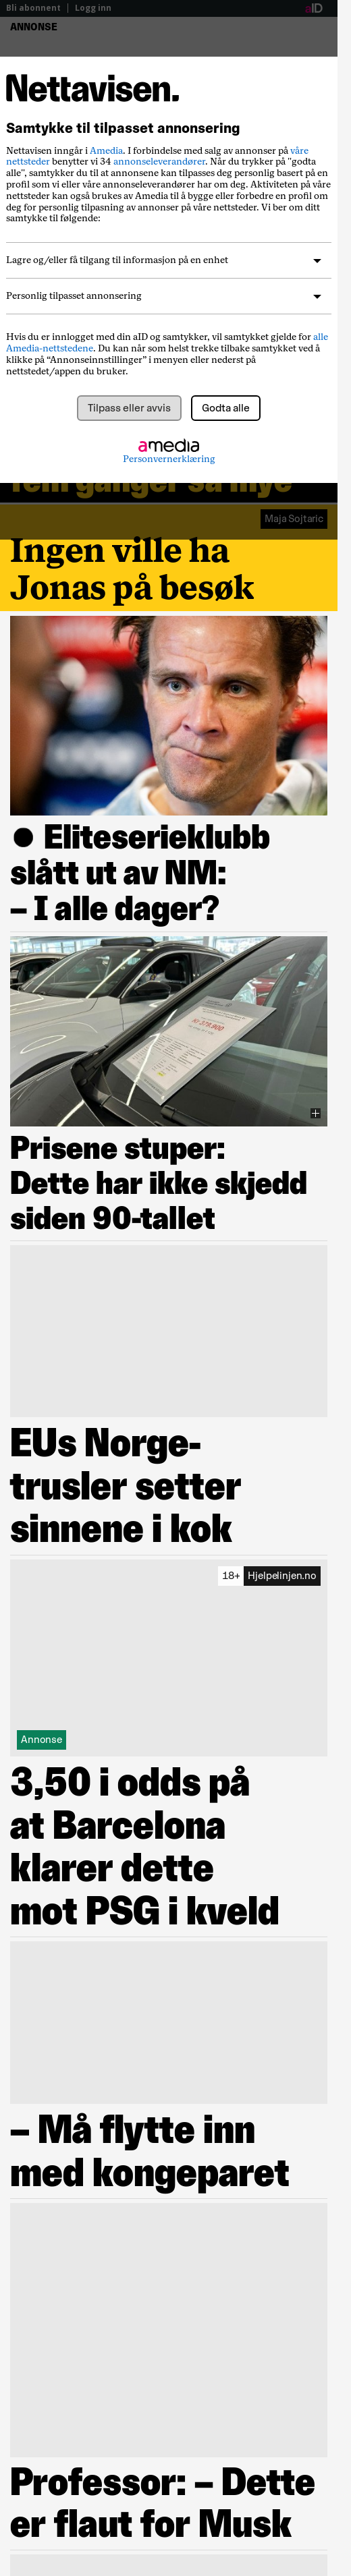 Bli abonnent | Logg inn aID
ANNONSE
Nettavisen.
Samtykke til tilpasset annonsering
Nettavisen inngår i Amedia. I forbindelse med salg av annonser på våre
nettsteder benytter vi 34 annonseleverandører. Når du trykker på "godta
alle", samtykker du til at annonsene kan tilpasses deg personlig basert på en
profil som vi eller våre annonseleverandører har om deg. Aktiviteten på våre
nettsteder kan også brukes av Amedia til å bygge eller forbedre en profil om
deg for personlig tilpasning av annonser på våre nettsteder. Vi ber om ditt
samtykke til følgende:
Lagre og/eller få tilgang til informasjon på en enhet
Personlig tilpasset annonsering
Hvis du er innlogget med din aID og samtykker, vil samtykket gjelde for alle
Amedia-nettstedene. Du kan når som helst trekke tilbake samtykket ved å
klikke på “Annonseinnstillinger” i menyen eller nederst på
nettstedet/appen du bruker.
Tilpass eller avvis Godta alle
amedia
Personvernerklæring
fem ganger så mye
Maja Sojtaric
Ingen ville ha
Jonas på besøk
● Eliteserieklubb
slått ut av NM:
– I alle dager?
Prisene stuper:
Dette har ikke skjedd
siden 90-tallet
EUs Norge-
trusler setter
sinnene i kok
18+ Hjelpelinjen.no
Annonse
3,50 i odds på
at Barcelona
klarer dette
mot PSG i kveld
– Må flytte inn
med kongeparet
Professor: – Dette
er flaut for Musk